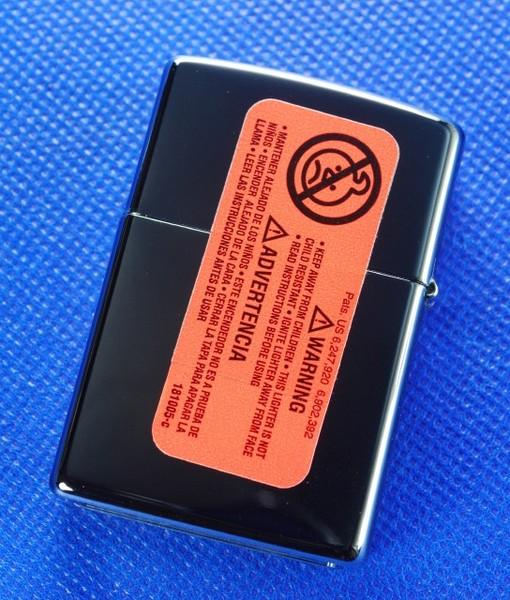 Pats. US 6,247,920 6,802,392
WARNING
• KEEP AWAY FROM CHILDREN • THIS LIGHTER IS NOT
CHILD RESISTANT • IGNITE LIGHTER AWAY FROM FACE
• READ INSTRUCTIONS BEFORE USING
ADVERTENCIA
• MANTENER ALEJADO DE LOS NIÑOS • ESTE ENCENDEDOR NO ES A PRUEBA DE
NIÑOS • ENCENDER ALEJADO DE LA CARA • CERRAR LA TAPA PARA APAGAR LA
LLAMA • LEER LAS INSTRUCCIONES ANTES DE USAR
181005-c